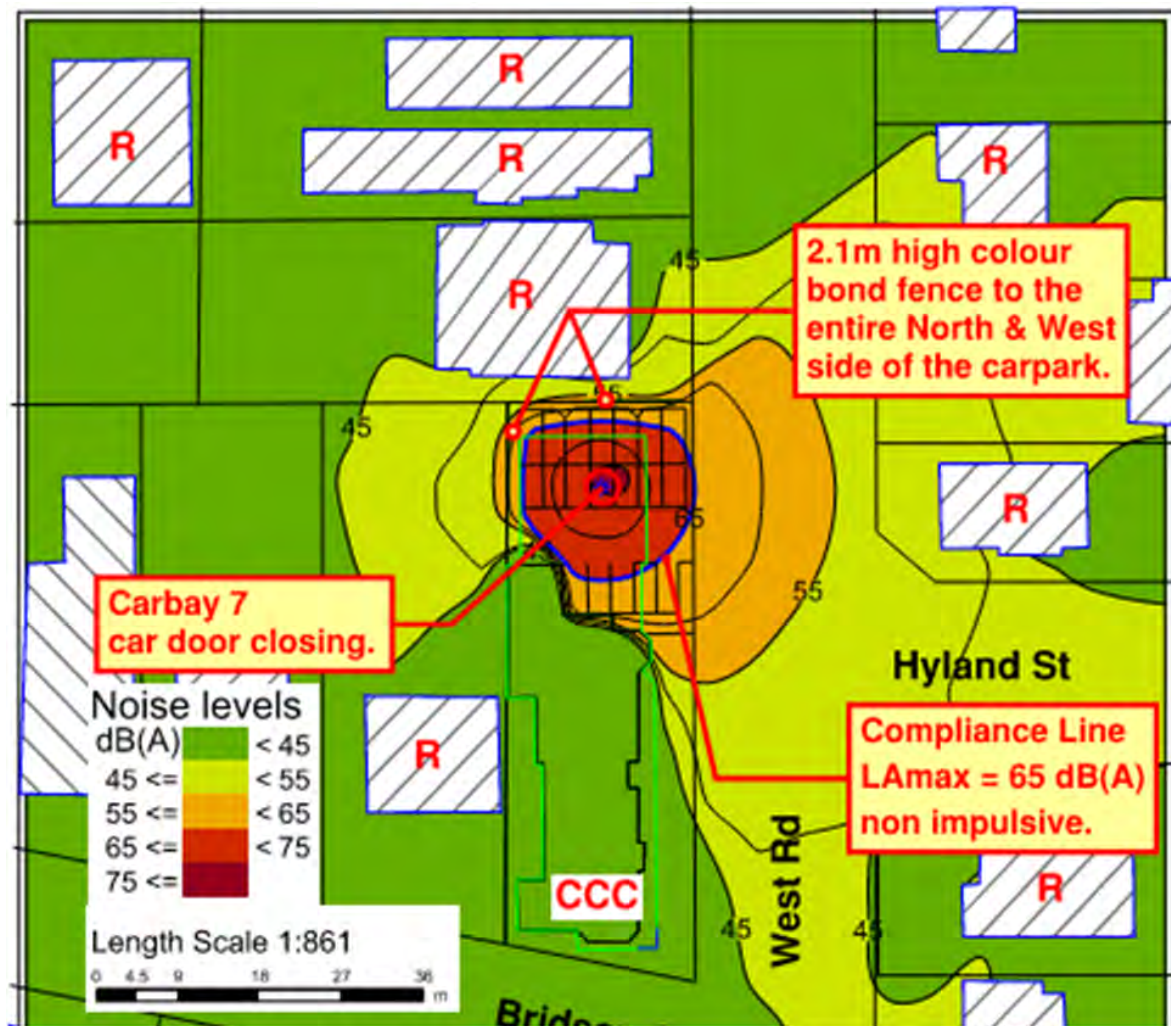 R
R
R
R
R
2.1m high colour
bond fence to the
entire North & West
side of the carpark.
45
55
45
65
R
55
Carbay 7
car door closing.
Hyland St
Noise levels
dB(A)
< 45
45 <=
< 55
55 <=
< 65
65 <=
< 75
75 <=
R
Compliance Line
LAmax = 65 dB(A)
non impulsive.
West Rd
CCC
R
45
45
Length Scale 1:861
0 4.5 9 18 27 36
m